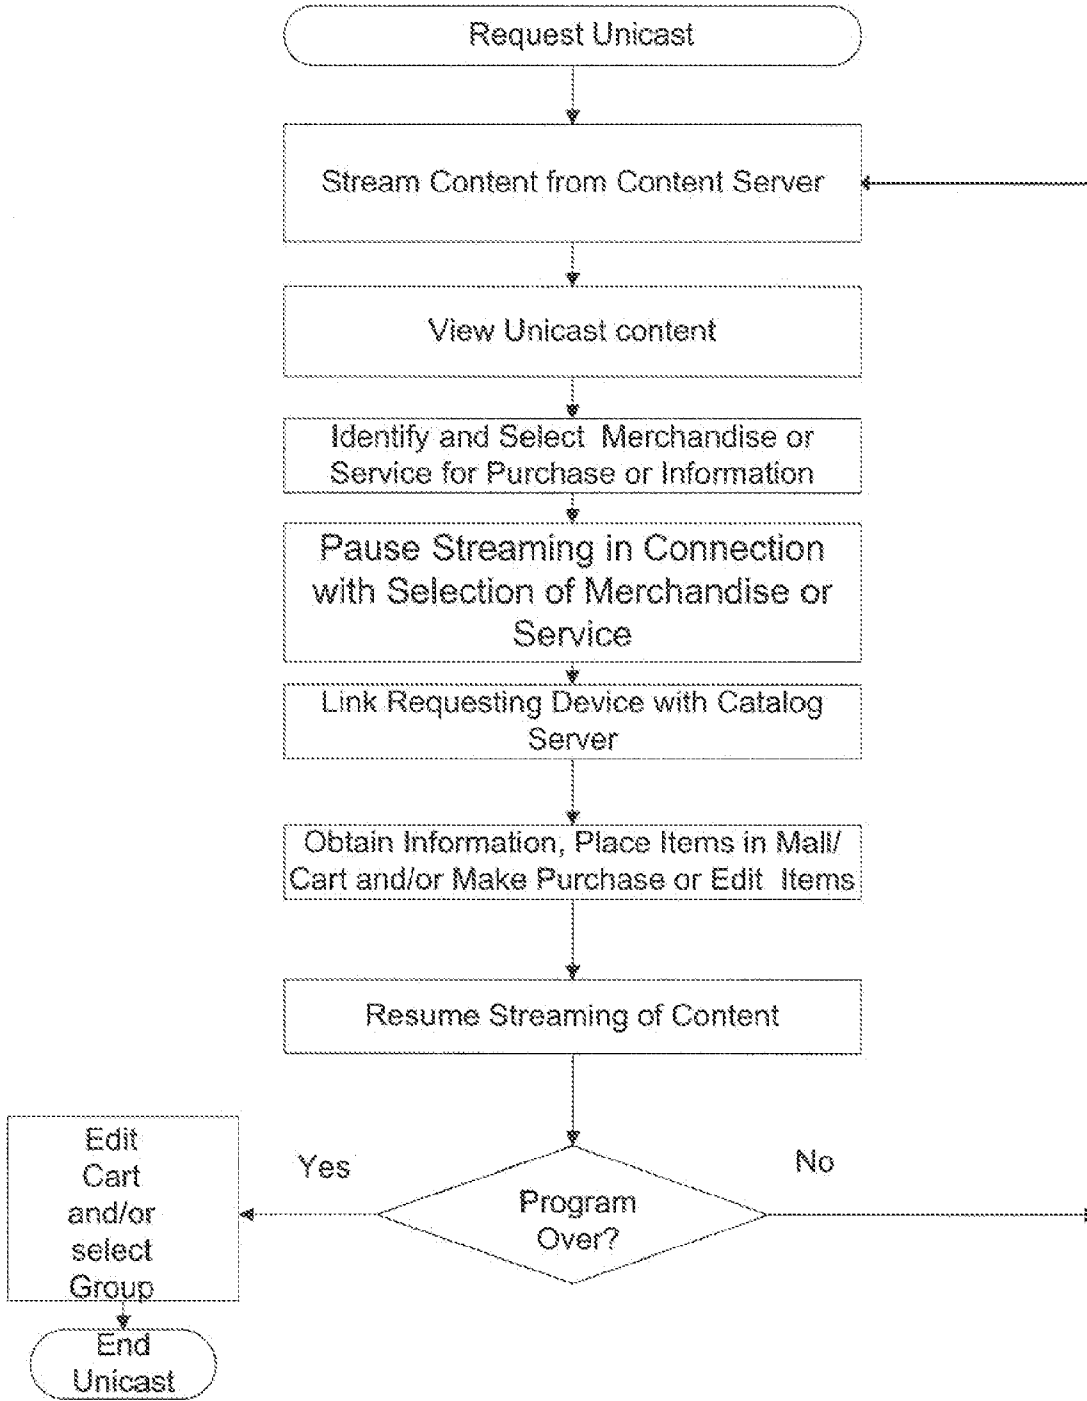 Request Unicast
Stream Content from Content Server
View Unicast content
Identify and Select Merchandise or
Service for Purchase or Information
Pause Streaming in Connection
with Selection of Merchandise or
Service
Link Requesting Device with Catalog
Server
Obtain Information, Place Items in Mall/
Cart and/or Make Purchase or Edit Items
Resume Streaming of Content
Program
Over?
Yes
No
Edit
Cart
and/or
select
Group
End
Unicast